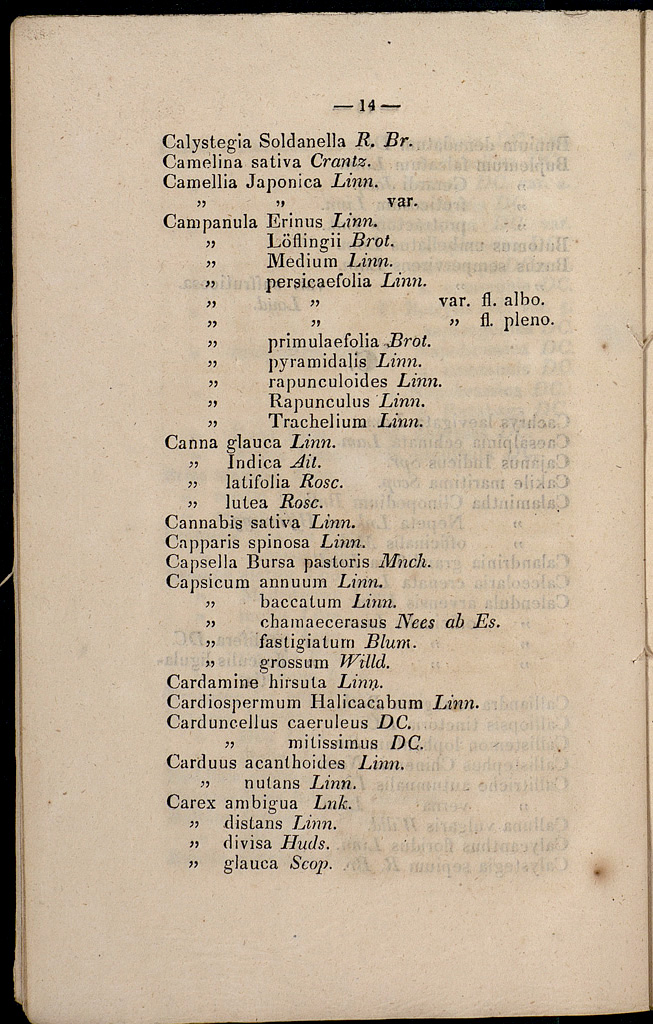 — 14 —
Calystegia Soldanella R. Br.
Camelina sativa Crantz.
Camellia Japonica Linn.
„ „ var.
Campanula Erinus Linn.
„ Löflingii Brot.
„ Medium Linn.
„ persicaefolia Linn.
„ „ var. fl. albo.
„ „ „ fl. pleno.
„ primulaefolia Brot.
„ pyramidalis Linn.
„ rapunculoides Linn.
„ Rapunculus Linn.
„ Trachelium Linn.
Canna glauca Linn.
„ Indica Ait.
„ latifolia Rosc.
„ lutea Rosc.
Cannabis sativa Linn.
Capparis spinosa Linn.
Capsella Bursa pastoris Mnch.
Capsicum annuum Linn.
„ baccatum Linn.
„ chamaecerasus Nees ab Es.
„ fastigiatum Blum.
„ grossum Willd.
Cardamine hirsuta Linn.
Cardiospermum Halicacabum Linn.
Carduncellus caeruleus DC.
„ mitissimus DC.
Carduus acanthoides Linn.
„ nutans Linn.
Carex ambigua Lnk.
„ distans Linn.
„ divisa Huds.
„ glauca Scop.